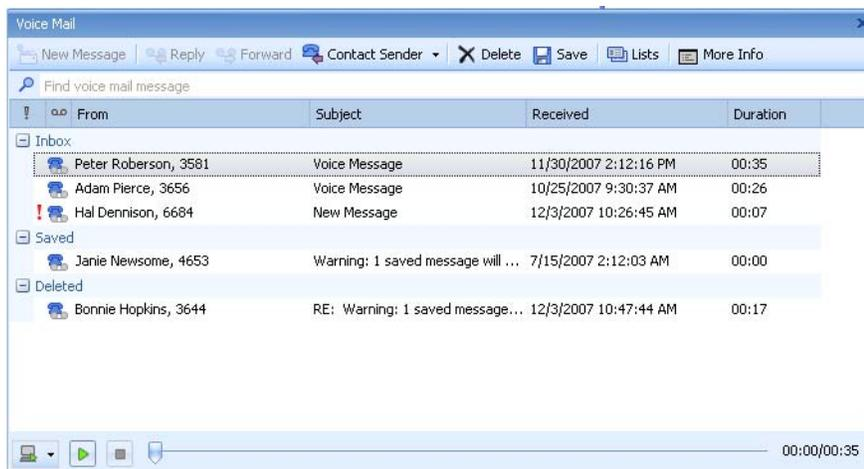 Voice Mail
New Message Reply Forward Contact Sender Delete Save Lists More Info
Find voice mail message
! From Subject Received Duration
Inbox
Peter Roberson, 3581 Voice Message 11/30/2007 2:12:16 PM 00:35
Adam Pierce, 3656 Voice Message 10/25/2007 9:30:37 AM 00:26
! Hal Dennison, 6684 New Message 12/3/2007 10:26:45 AM 00:07
Saved
Janie Newsome, 4653 Warning: 1 saved message will ... 7/15/2007 2:12:03 AM 00:00
Deleted
Bonnie Hopkins, 3644 RE: Warning: 1 saved message... 12/3/2007 10:47:44 AM 00:17
00:00/00:35